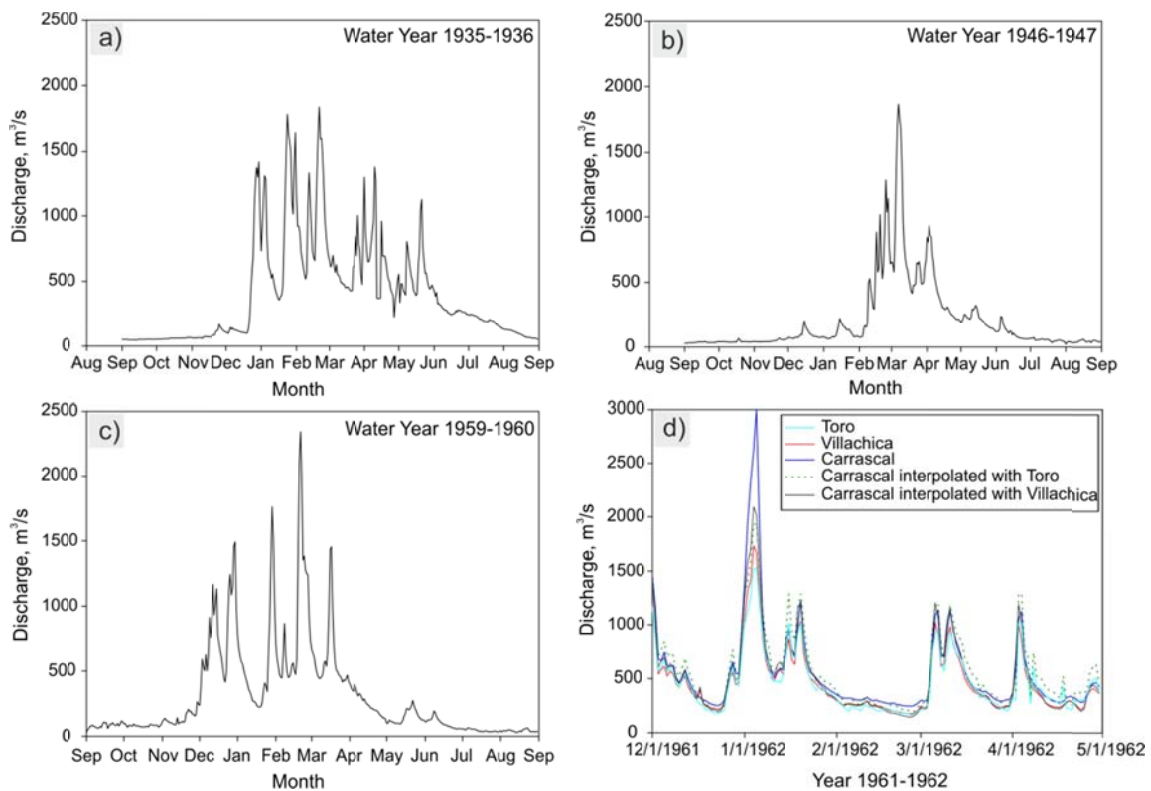 a)
Water Year 1935-1936
2500
2000
1500
1000
500
0
Discharge, m³/s
Aug Sep Oct Nov Dec Jan Feb Mar Apr May Jun Jul Aug Sep
Month
b)
Water Year 1946-1947
2500
2000
1500
1000
500
0
Discharge, m³/s
Aug Sep Oct Nov Dec Jan Feb Mar Apr May Jun Jul Aug Sep
Month
c)
Water Year 1959-1960
2500
2000
1500
1000
500
0
Discharge, m³/s
Sep Oct Nov Dec Jan Feb Mar Apr May Jun Jul Aug Sep
Month
d)
3000
2500
2000
1500
1000
500
0
Discharge, m³/s
Toro
Villachica
Carrascal
Carrascal interpolated with Toro
Carrascal interpolated with Villachica
12/1/1961 1/1/1962 2/1/1962 3/1/1962 4/1/1962 5/1/1962
Year 1961-1962